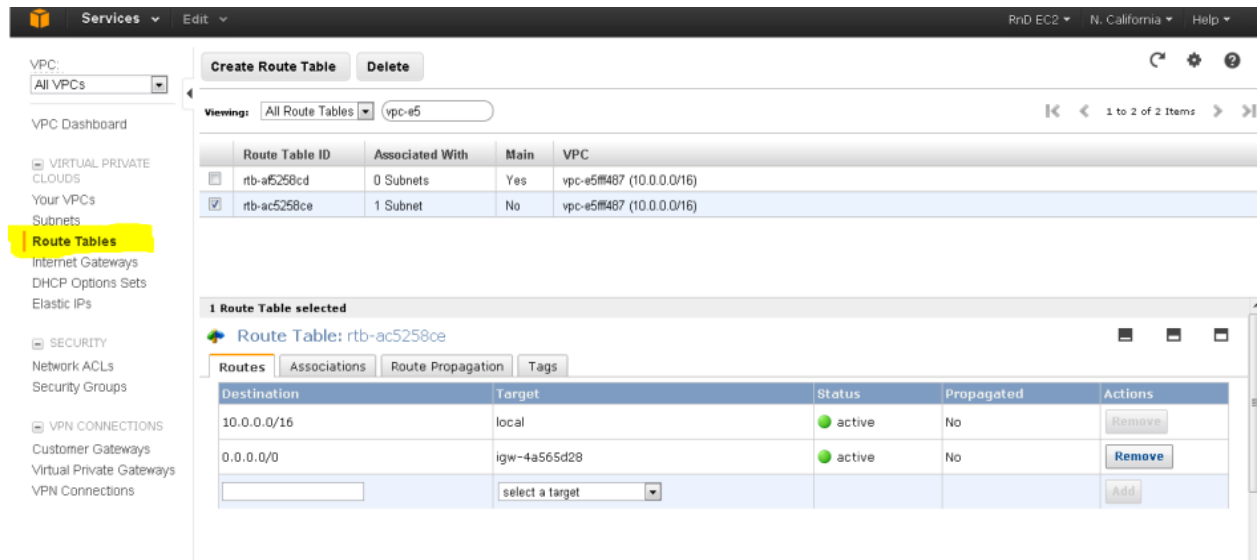 Services Edit RnD EC2 N. California Help
VPC:
All VPCs
VPC Dashboard
VIRTUAL PRIVATE
CLOUDS
Your VPCs
Subnets
Route Tables
Internet Gateways
DHCP Options Sets
Elastic IPs
SECURITY
Network ACLs
Security Groups
VPN CONNECTIONS
Customer Gateways
Virtual Private Gateways
VPN Connections
Create Route Table Delete
Viewing: All Route Tables vpc-e5 1 to 2 of 2 Items
Route Table ID Associated With Main VPC
rtb-af5258cd 0 Subnets Yes vpc-e5fff487 (10.0.0.0/16)
rtb-ac5258ce 1 Subnet No vpc-e5fff487 (10.0.0.0/16)
1 Route Table selected
Route Table: rtb-ac5258ce
Routes Associations Route Propagation Tags
Destination Target Status Propagated Actions
10.0.0.0/16 local active No Remove
0.0.0.0/0 igw-4a565d28 active No Remove
select a target Add